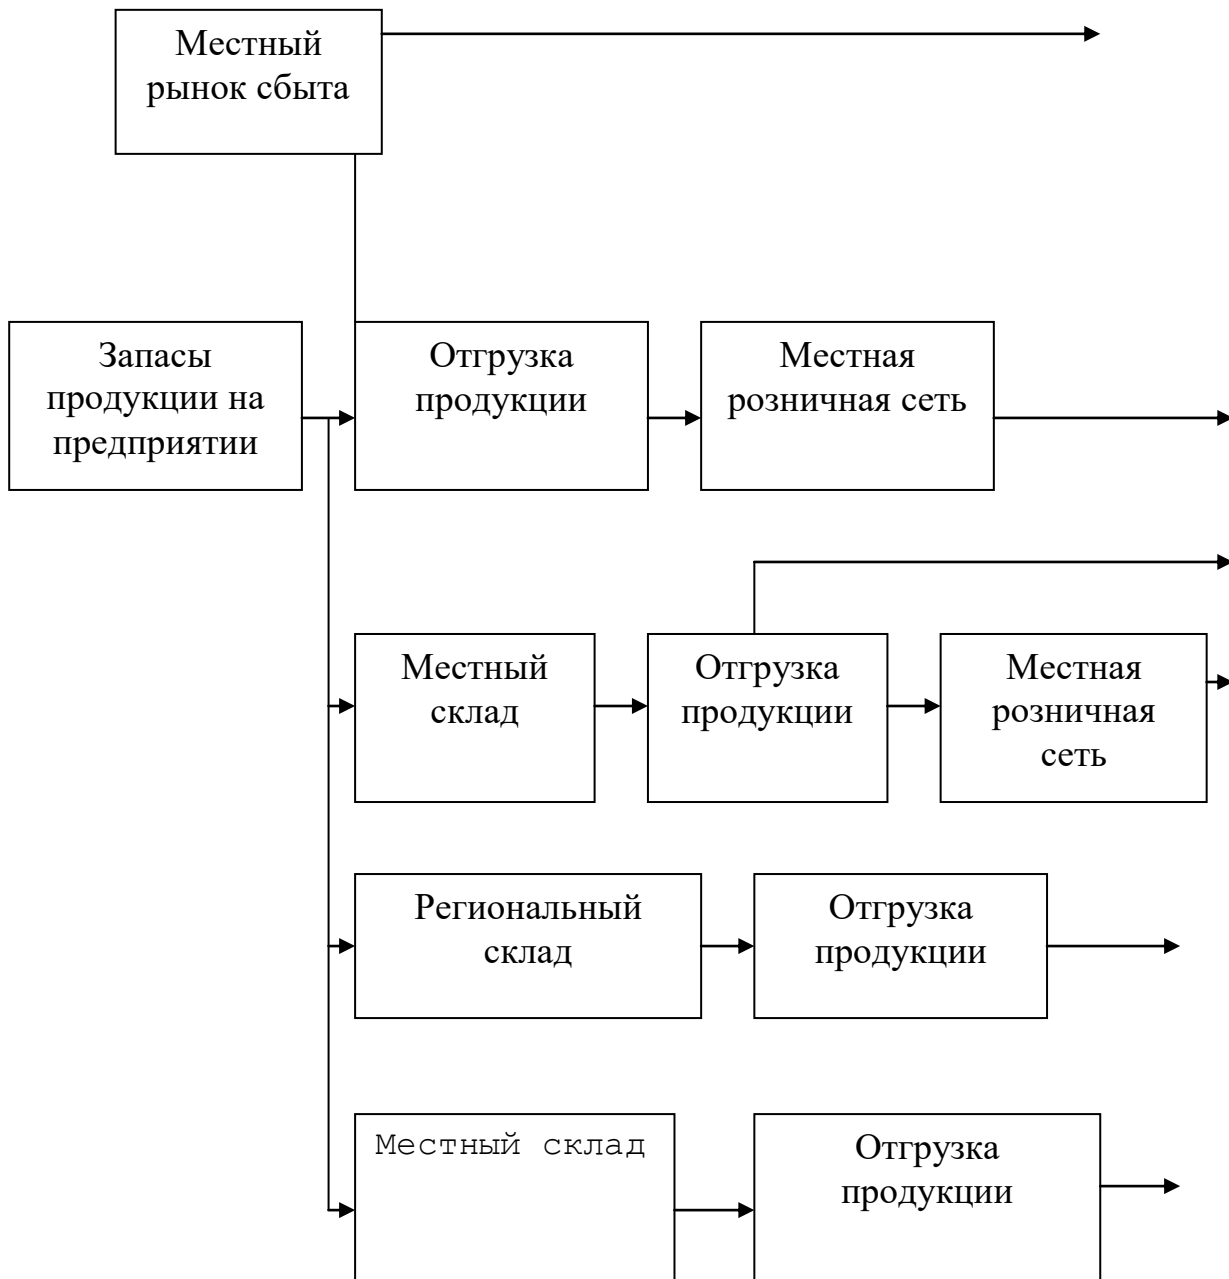 Местный
рынок сбыта
Запасы
продукции на
предприятии
Отгрузка
продукции
Местная
розничная сеть
Местный
склад
Отгрузка
продукции
Местная
розничная
сеть
Региональный
склад
Отгрузка
продукции
Местный склад
Отгрузка
продукции